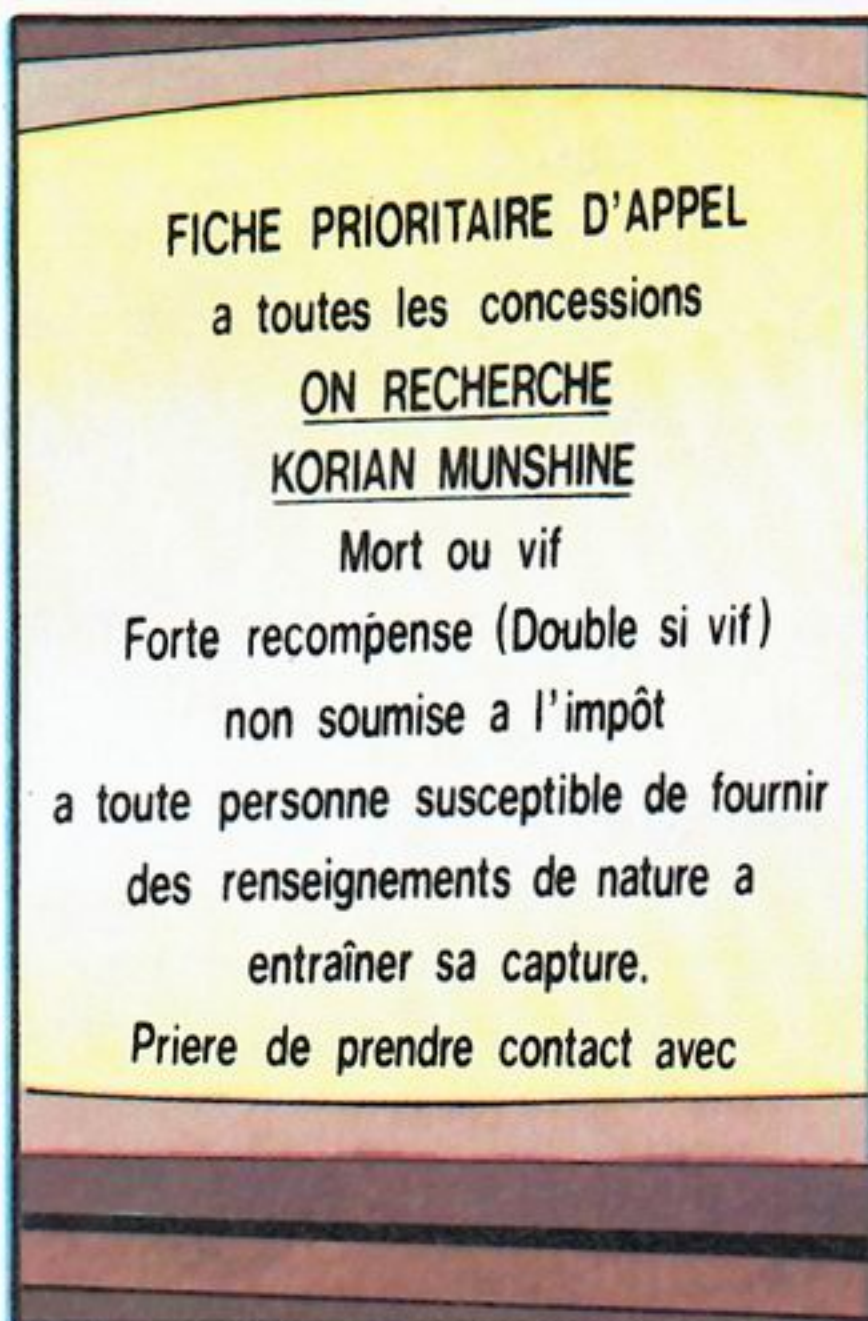 FICHE PRIORITAIRE D'APPEL
a toutes les concessions
ON RECHERCHE
KORIAN MUNSHINE
Mort ou vif
Forte recompense (Double si vif)
non soumise a l'impôt
a toute personne susceptible de fournir
des renseignements de nature a
entraîner sa capture.
Priere de prendre contact avec